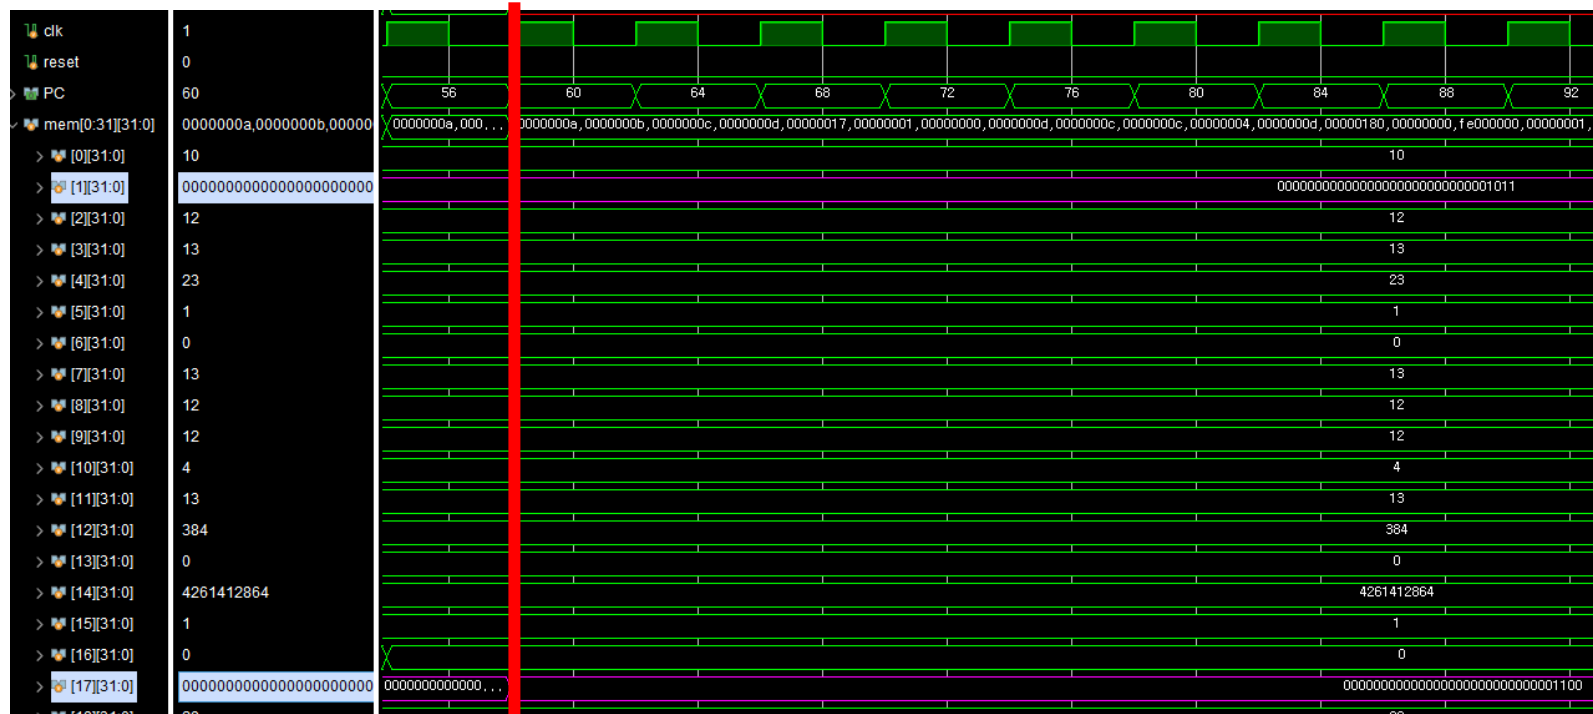 clk 1
reset 0
PC 60 56 60 64 68 72 76 80 84 88 92
mem[0:31][31:0] 0000000a,0000000b,00000 0000000a,000... 0000000a,0000000b,0000000c,0000000d,00000017,00000001,00000000,0000000d,0000000c,0000000c,00000004,0000000d,00000180,00000000,fe000000,00000001,
[0][31:0] 10 10
[1][31:0] 00000000000000000000000 00000000000000000000000000001011
[2][31:0] 12 12
[3][31:0] 13 13
[4][31:0] 23 23
[5][31:0] 1 1
[6][31:0] 0 0
[7][31:0] 13 13
[8][31:0] 12 12
[9][31:0] 12 12
[10][31:0] 4 4
[11][31:0] 13 13
[12][31:0] 384 384
[13][31:0] 0 0
[14][31:0] 4261412864 4261412864
[15][31:0] 1 1
[16][31:0] 0 0
[17][31:0] 00000000000000000000000 0000000000000... 00000000000000000000000000001100